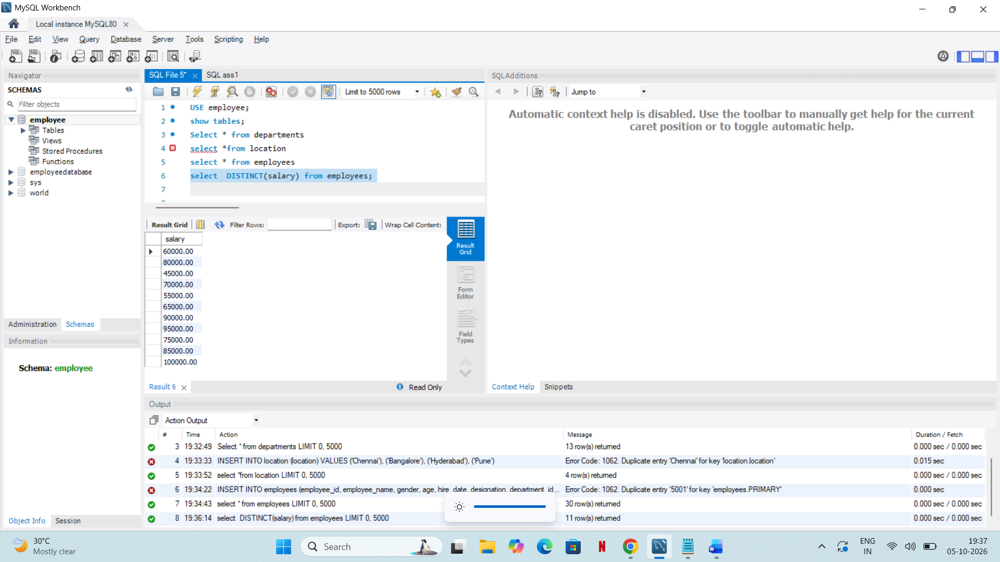 MySQL Workbench
Local instance MySQL80
File Edit View Query Database Server Tools Scripting Help
Navigator
SCHEMAS
Filter objects
employee
Tables
Views
Stored Procedures
Functions
employeedatabase
sys
world
Administration Schemas
Information
Schema: employee
Object Info Session
SQL File 5* SQL ass1
Limit to 5000 rows
1 USE employee;
2 show tables;
3 Select * from departments
4 select *from location
5 select * from employees
6 select  DISTINCT(salary) from employees;
7
Result Grid Filter Rows: Export: Wrap Cell Content:
salary
60000.00
80000.00
45000.00
70000.00
55000.00
65000.00
90000.00
95000.00
75000.00
85000.00
100000.00
Result Grid
Form Editor
Field Types
Result 6 Read Only
SQLAdditions
Jump to
Automatic context help is disabled. Use the toolbar to manually get help for the current
caret position or to toggle automatic help.
Context Help Snippets
Output
Action Output
# Time Action Message Duration / Fetch
3 19:32:49 Select * from departments LIMIT 0, 5000 13 row(s) returned 0.000 sec / 0.000 sec
4 19:33:33 INSERT INTO location (location) VALUES ('Chennai'), ('Bangalore'), ('Hyderabad'), ('Pune') Error Code: 1062. Duplicate entry 'Chennai' for key 'location.location' 0.015 sec
5 19:33:52 select *from location LIMIT 0, 5000 4 row(s) returned 0.000 sec / 0.000 sec
6 19:34:22 INSERT INTO employees (employee_id, employee_name, gender, age, hire_date, designation, department_id... Error Code: 1062. Duplicate entry '5001' for key 'employees.PRIMARY' 0.000 sec
7 19:34:43 select * from employees LIMIT 0, 5000 30 row(s) returned 0.000 sec / 0.000 sec
8 19:36:14 select  DISTINCT(salary) from employees LIMIT 0, 5000 11 row(s) returned 0.000 sec / 0.000 sec
30°C
Mostly clear
Search
ENG
IN
19:37
05-10-2026